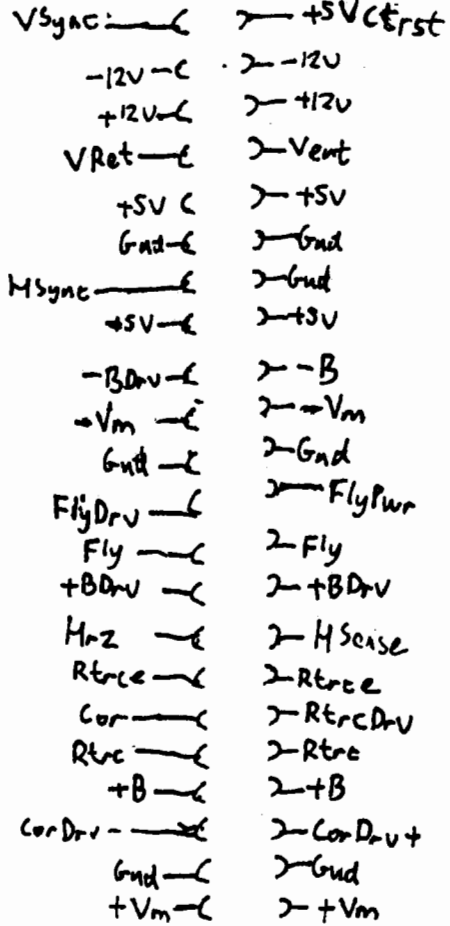 VSync +5V Ctrst
-12V -12V
+12V +12V
VRet Vert
+5V +5V
Gnd Gnd
HSync Gnd
+5V +5V
-BDrv -B
-Vm -Vm
Gnd Gnd
FlyDrv FlyPwr
Fly Fly
+BDrv +BDrv
Hrz HSense
Rtrce Rtrce
Cor RtrcDrv
Rtrc Rtrc
+B +B
CorDrv- CorDrv+
Gnd Gnd
+Vm +Vm